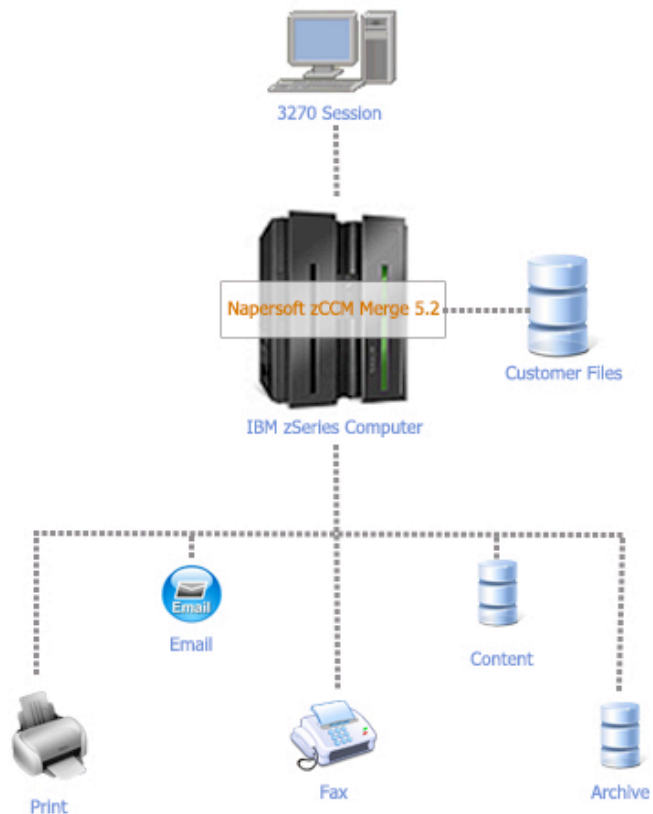 3270 Session
Napersoft zCCM Merge 5.2
Customer Files
IBM zSeries Computer
Email
Email
Content
Print
Fax
Archive